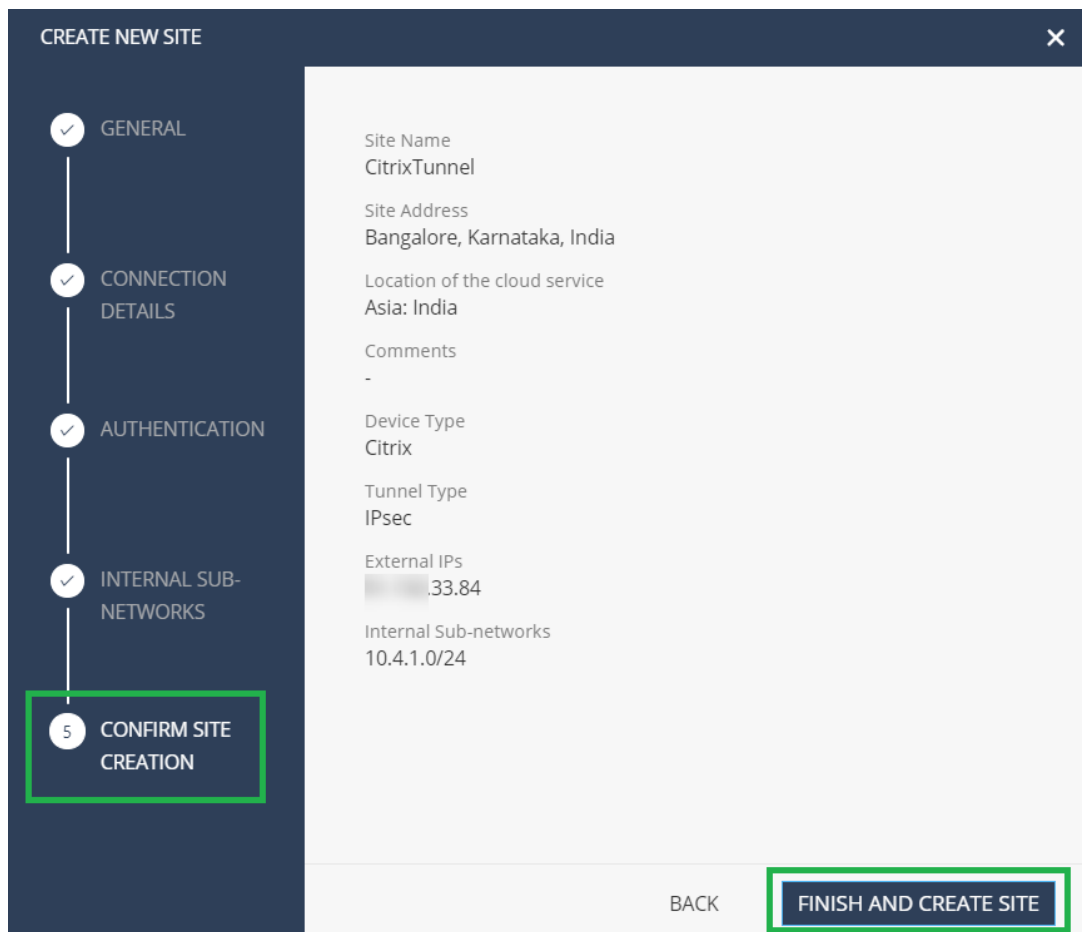 CREATE NEW SITE
GENERAL
CONNECTION
DETAILS
AUTHENTICATION
INTERNAL SUB-
NETWORKS
5
CONFIRM SITE
CREATION
Site Name
CitrixTunnel
Site Address
Bangalore, Karnataka, India
Location of the cloud service
Asia: India
Comments
-
Device Type
Citrix
Tunnel Type
IPsec
External IPs
.33.84
Internal Sub-networks
10.4.1.0/24
BACK
FINISH AND CREATE SITE